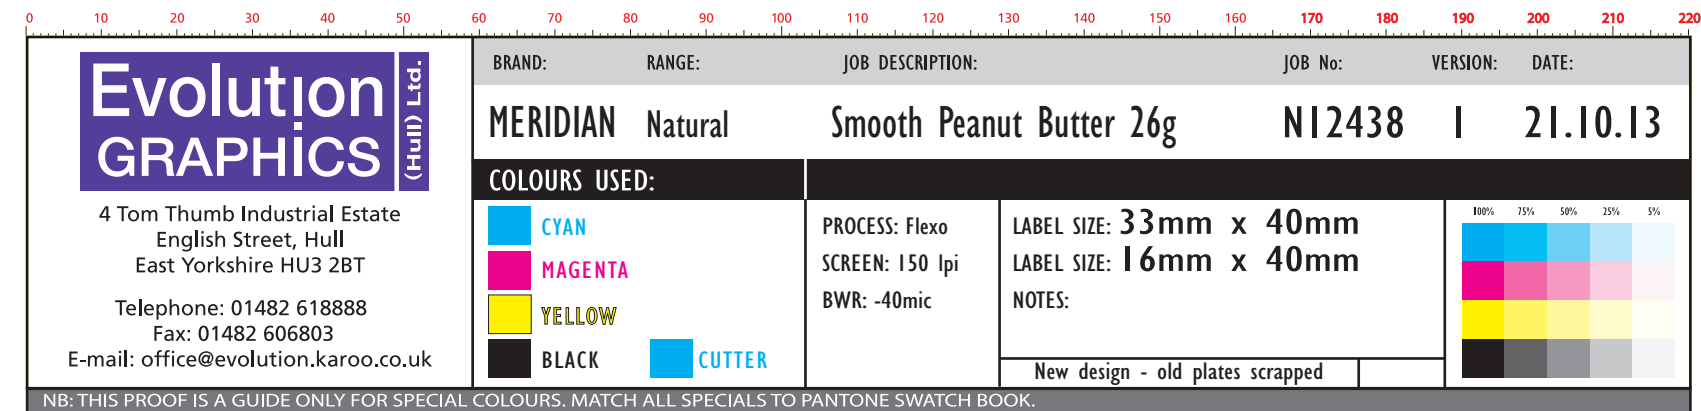 0 10 20 30 40 50 60 70 80 90 100 110 120 130 140 150 160 170 180 190 200 210 220
Evolution
GRAPHICS
(Hull) Ltd.
4 Tom Thumb Industrial Estate
English Street, Hull
East Yorkshire HU3 2BT
Telephone: 01482 618888
Fax: 01482 606803
E-mail: office@evolution.karoo.co.uk
BRAND: RANGE: JOB DESCRIPTION: JOB No: VERSION: DATE:
MERIDIAN Natural Smooth Peanut Butter 26g N12438 1 21.10.13
COLOURS USED:
CYAN
MAGENTA
YELLOW
BLACK CUTTER
PROCESS: Flexo
SCREEN: 150 lpi
BWR: -40mic
LABEL SIZE: 33mm x 40mm
LABEL SIZE: 16mm x 40mm
NOTES:
New design - old plates scrapped
100% 75% 50% 25% 5%
NB: THIS PROOF IS A GUIDE ONLY FOR SPECIAL COLOURS. MATCH ALL SPECIALS TO PANTONE SWATCH BOOK.